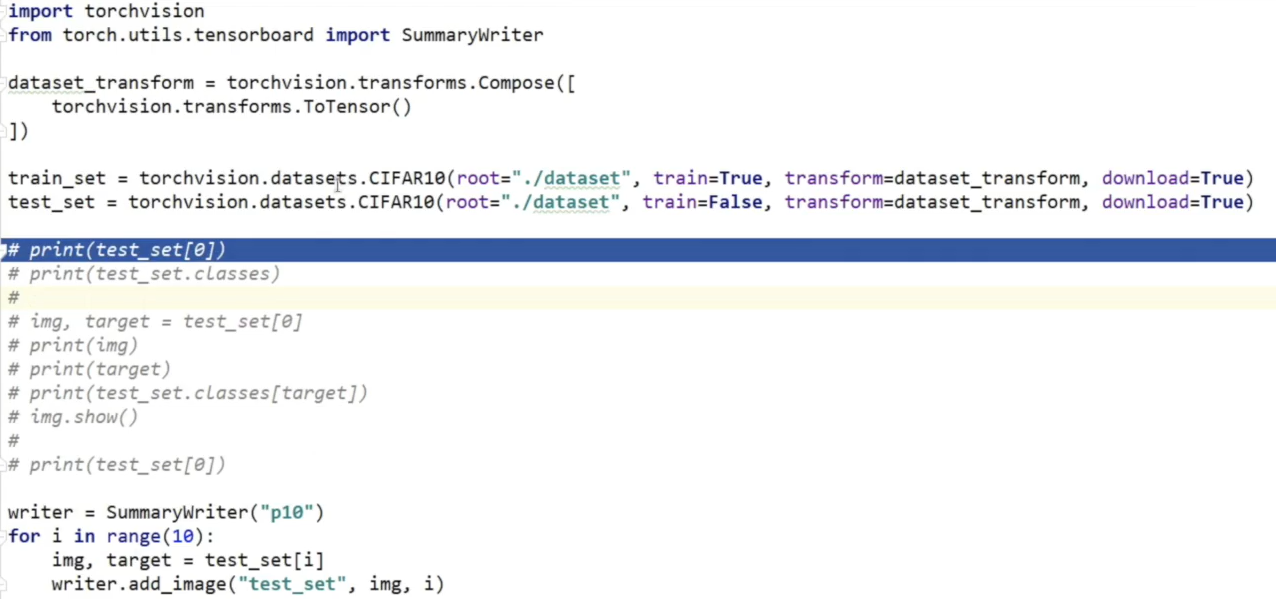 import torchvision
from torch.utils.tensorboard import SummaryWriter
dataset_transform = torchvision.transforms.Compose([
    torchvision.transforms.ToTensor()
])
train_set = torchvision.datasets.CIFAR10(root="./dataset", train=True, transform=dataset_transform, download=True)
test_set = torchvision.datasets.CIFAR10(root="./dataset", train=False, transform=dataset_transform, download=True)
# print(test_set[0])
# print(test_set.classes)
#
# img, target = test_set[0]
# print(img)
# print(target)
# print(test_set.classes[target])
# img.show()
#
# print(test_set[0])
writer = SummaryWriter("p10")
for i in range(10):
    img, target = test_set[i]
    writer.add_image("test_set", img, i)